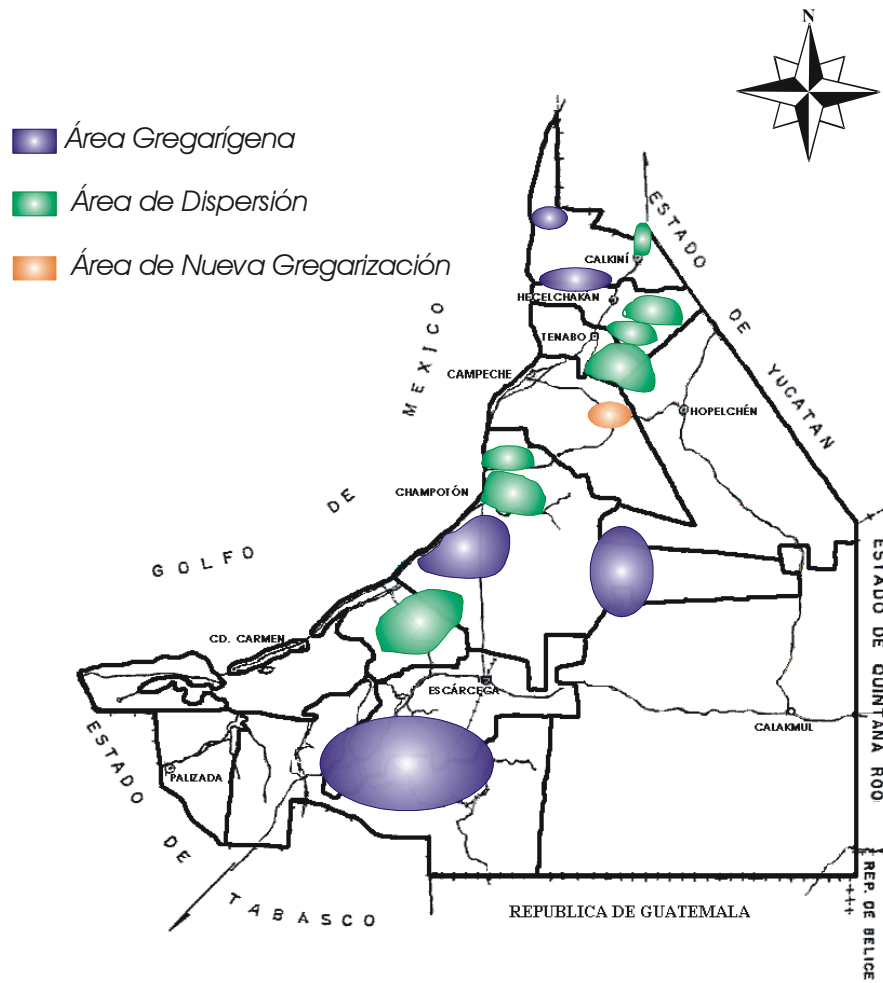 N
Área Gregarígena
Área de Dispersión
Área de Nueva Gregarización
ESTADO DE YUCATAN
CALKINÍ
HECELCHAKAN
TENABO
CAMPECHE
HOPELCHÉN
GOLFO DE MEXICO
CHAMPOTÓN
ESTADO DE QUINTANA ROO
CD. CARMEN
ESCÁRCEGA
CALAKMUL
PALIZADA
ESTADO DE TABASCO
REPUBLICA DE GUATEMALA
REP. DE BELICE